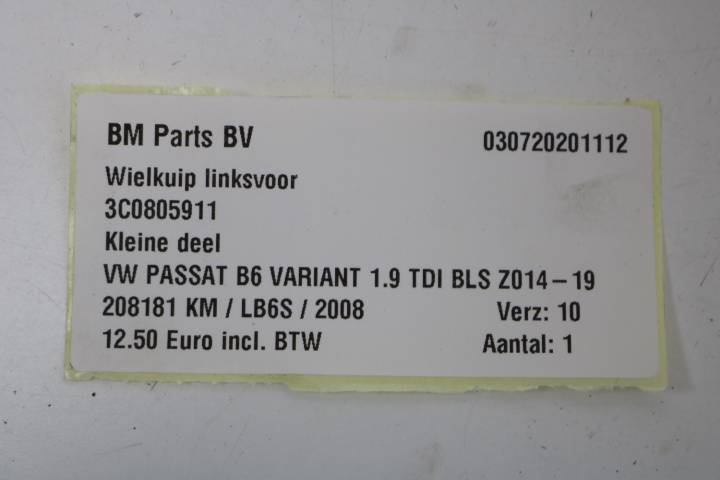 BM Parts BV 030720201112
Wielkuip linksvoor
3C0805911
Kleine deel
VW PASSAT B6 VARIANT 1.9 TDI BLS Z014-19
208181 KM / LB6S / 2008 Verz: 10
12.50 Euro incl. BTW Aantal: 1